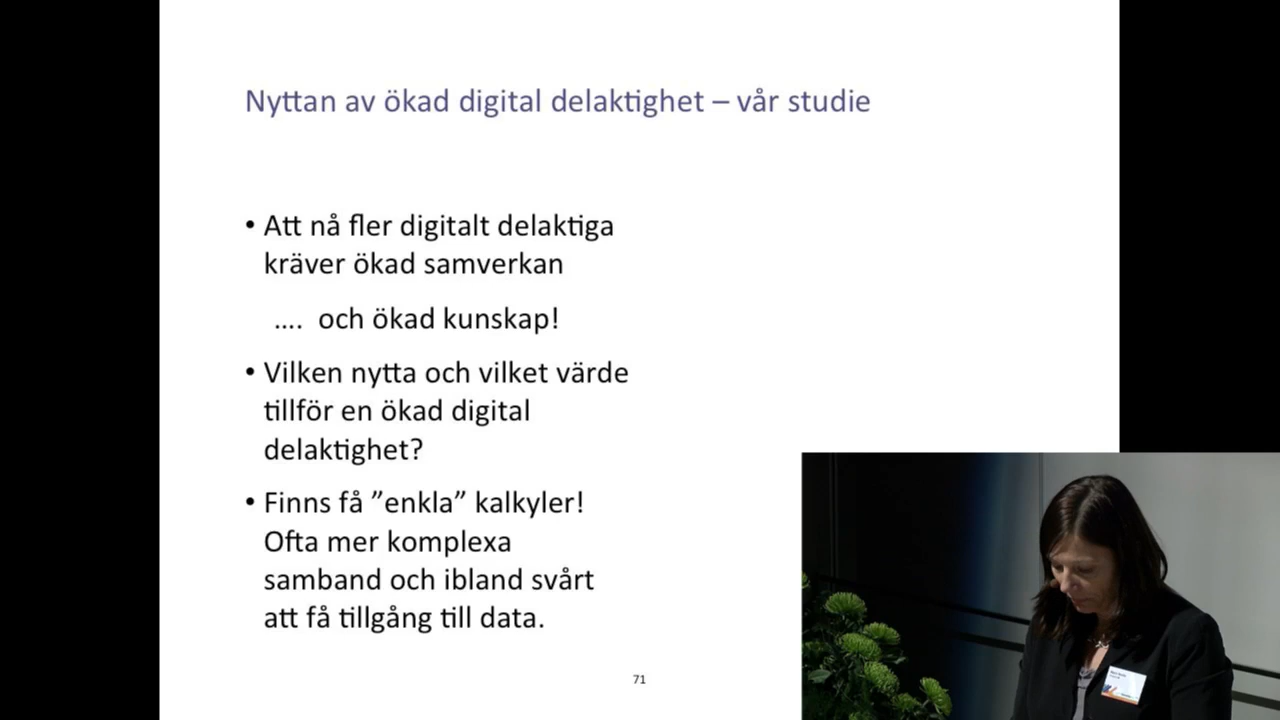 Nyttan av ökad digital delaktighet – vår studie
• Att nå fler digitalt delaktiga
kräver ökad samverkan
.... och ökad kunskap!
• Vilken nytta och vilket värde
tillför en ökad digital
delaktighet?
• Finns få ”enkla” kalkyler!
Ofta mer komplexa
samband och ibland svårt
att få tillgång till data.
71